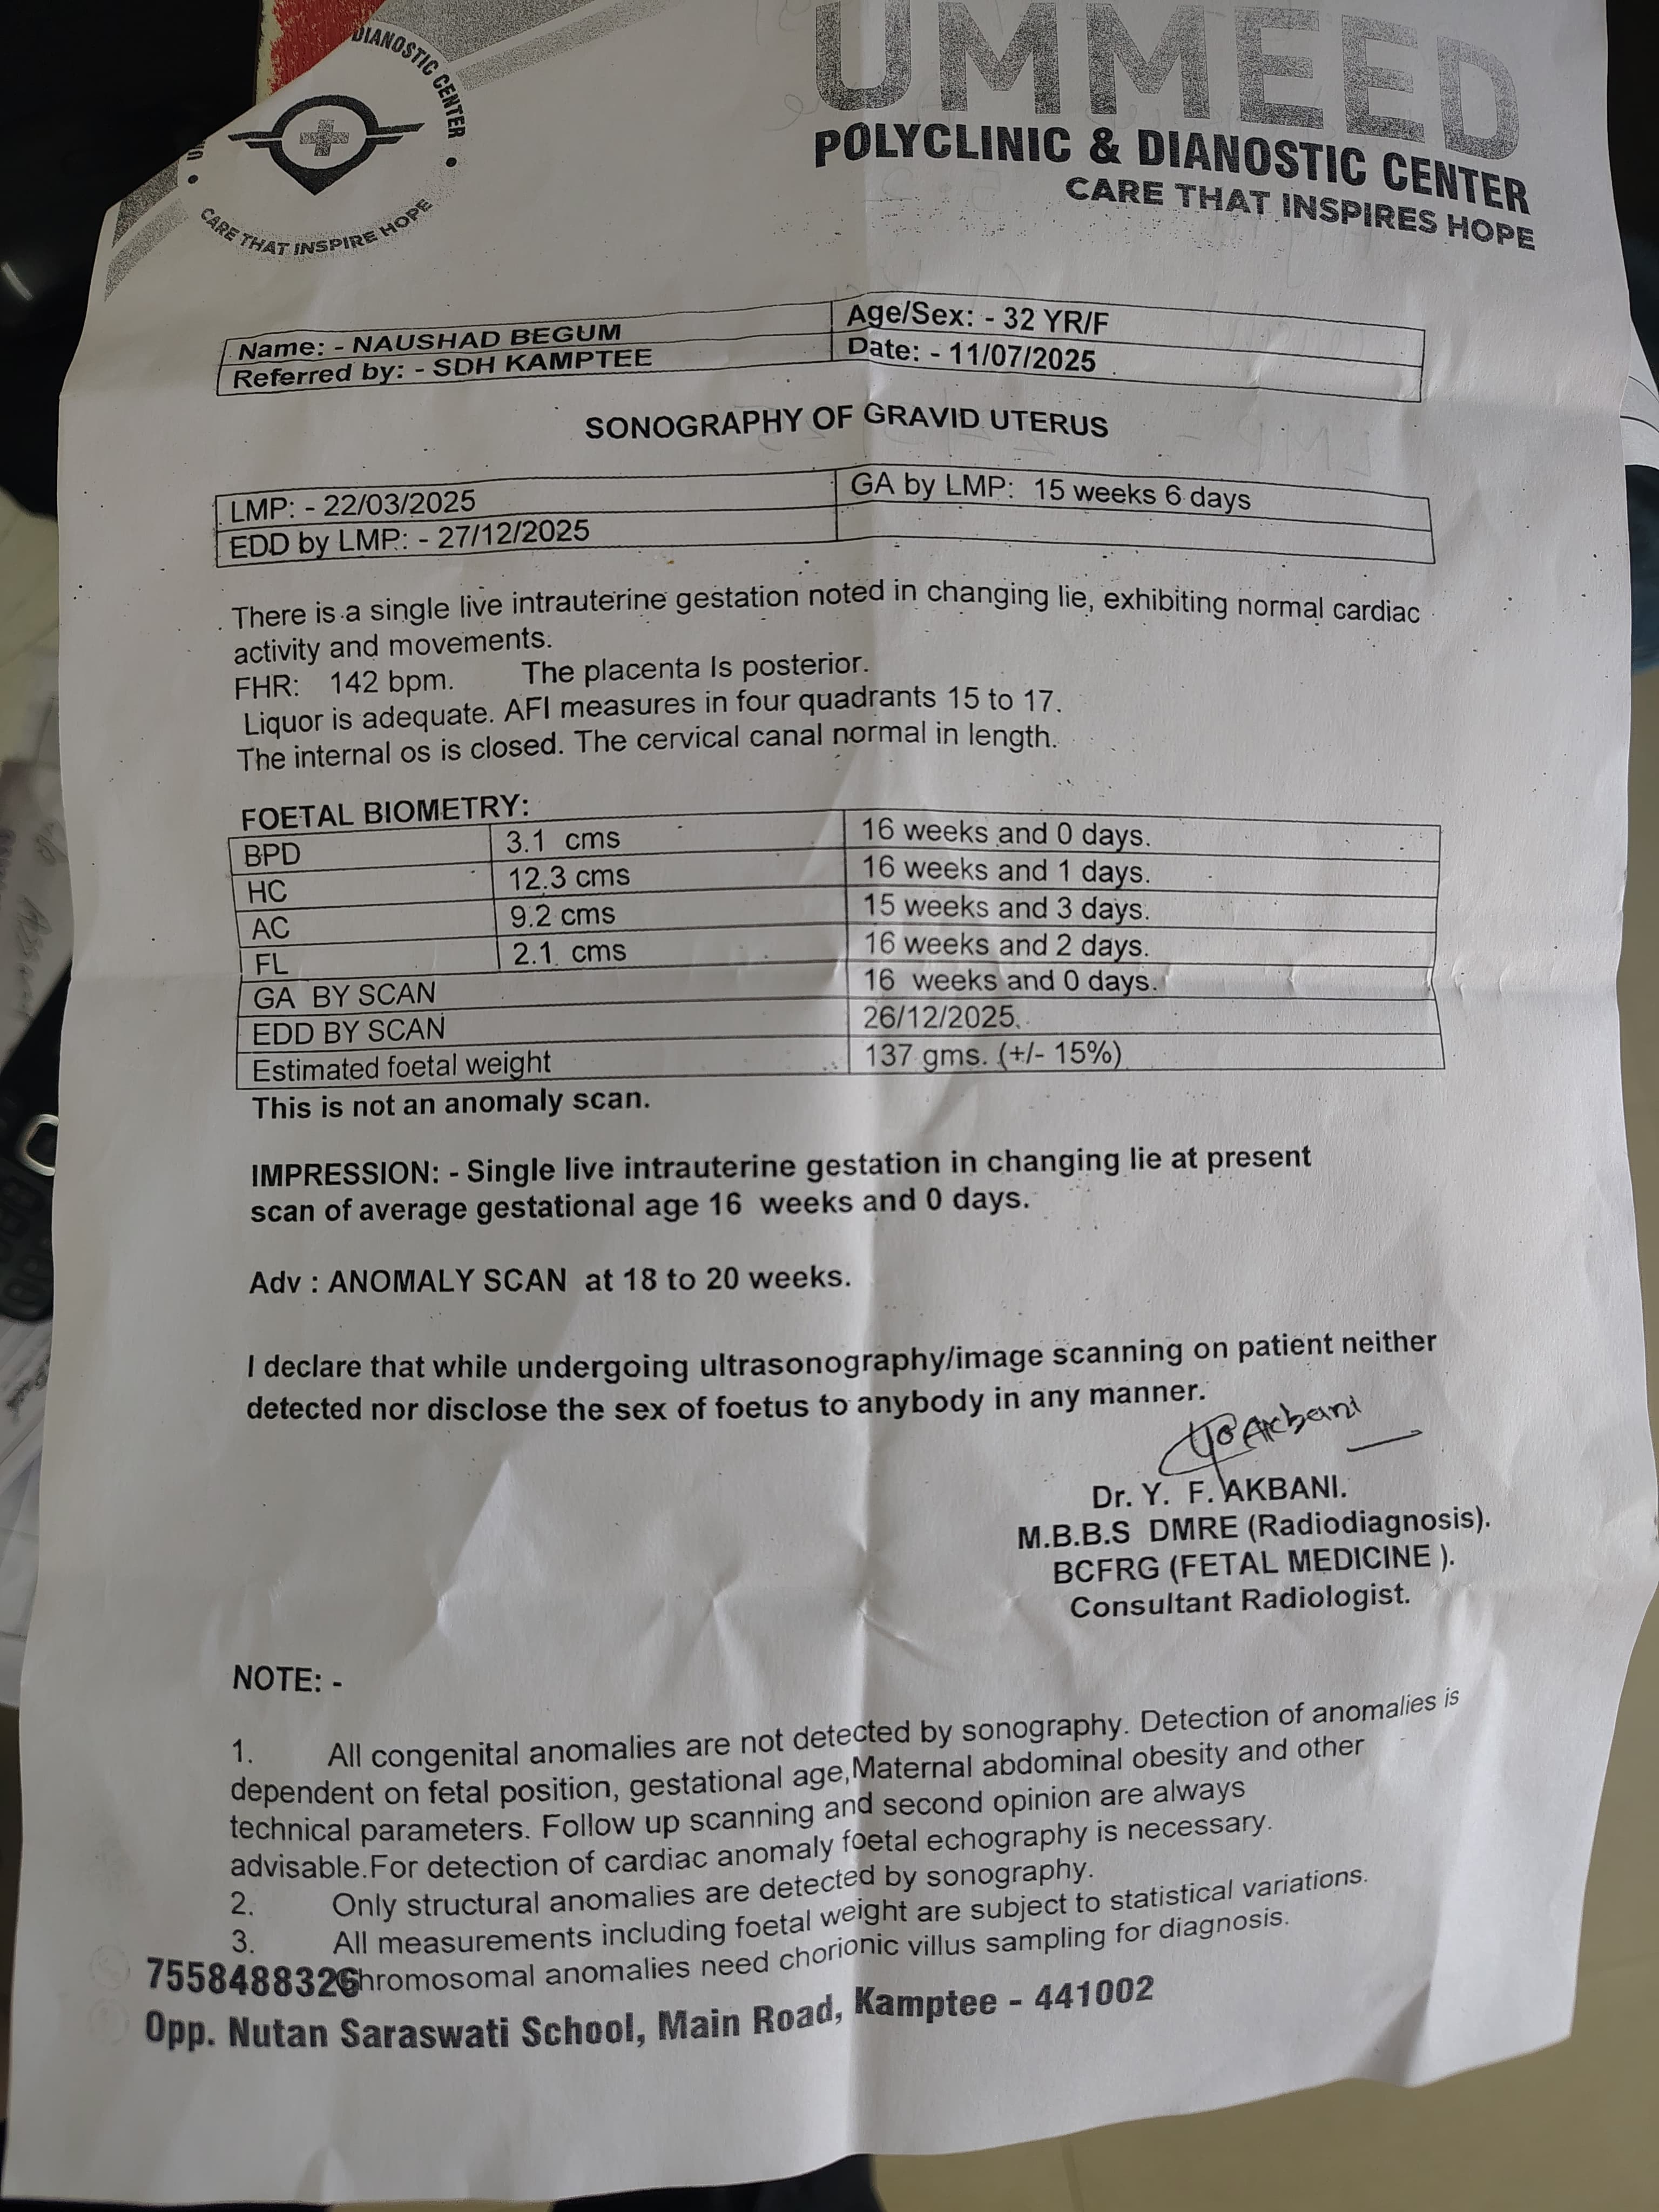 DIANOSTIC CENTER
CARE THAT INSPIRE HOPE
UMMEED
POLYCLINIC & DIANOSTIC CENTER
CARE THAT INSPIRES HOPE
Name: - NAUSHAD BEGUM
Age/Sex: - 32 YR/F
Referred by: - SDH KAMPTEE
Date: - 11/07/2025
SONOGRAPHY OF GRAVID UTERUS
LMP: - 22/03/2025
GA by LMP: 15 weeks 6 days
EDD by LMP: - 27/12/2025
There is a single live intrauterine gestation noted in changing lie, exhibiting normal cardiac
activity and movements.
FHR: 142 bpm. The placenta Is posterior.
Liquor is adequate. AFI measures in four quadrants 15 to 17.
The internal os is closed. The cervical canal normal in length.
FOETAL BIOMETRY:
BPD 3.1 cms 16 weeks and 0 days.
HC 12.3 cms 16 weeks and 1 days.
AC 9.2 cms 15 weeks and 3 days.
FL 2.1 cms 16 weeks and 2 days.
GA BY SCAN 16 weeks and 0 days.
EDD BY SCAN 26/12/2025.
Estimated foetal weight 137 gms. (+/- 15%)
This is not an anomaly scan.
IMPRESSION: - Single live intrauterine gestation in changing lie at present
scan of average gestational age 16 weeks and 0 days.
Adv : ANOMALY SCAN at 18 to 20 weeks.
I declare that while undergoing ultrasonography/image scanning on patient neither
detected nor disclose the sex of foetus to anybody in any manner.
Akbani
Dr. Y. F. AKBANI.
M.B.B.S DMRE (Radiodiagnosis).
BCFRG (FETAL MEDICINE ).
Consultant Radiologist.
NOTE: -
1. All congenital anomalies are not detected by sonography. Detection of anomalies is
dependent on fetal position, gestational age,Maternal abdominal obesity and other
technical parameters. Follow up scanning and second opinion are always
advisable.For detection of cardiac anomaly foetal echography is necessary.
2. Only structural anomalies are detected by sonography.
3. All measurements including foetal weight are subject to statistical variations.
Chromosomal anomalies need chorionic villus sampling for diagnosis.
7558488326
Opp. Nutan Saraswati School, Main Road, Kamptee - 441002